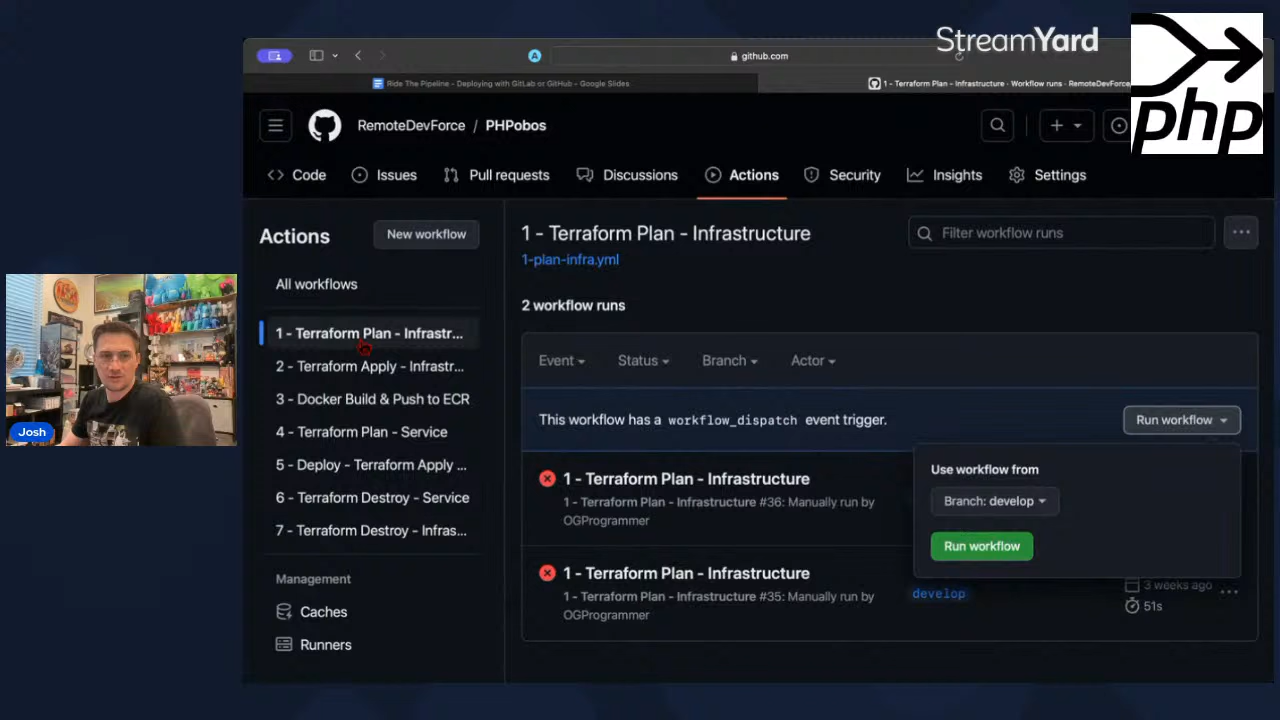 StreamYard
php
github.com
Ride The Pipeline - Deploying with GitLab or GitHub - Google Slides
1 - Terraform Plan - Infrastructure · Workflow runs · RemoteDevForce
RemoteDevForce / PHPobos
Code
Issues
Pull requests
Discussions
Actions
Security
Insights
Settings
Actions
New workflow
All workflows
1 - Terraform Plan - Infrastr...
2 - Terraform Apply - Infrastr...
3 - Docker Build & Push to ECR
4 - Terraform Plan - Service
5 - Deploy - Terraform Apply ...
6 - Terraform Destroy - Service
7 - Terraform Destroy - Infras...
Management
Caches
Runners
1 - Terraform Plan - Infrastructure
1-plan-infra.yml
Filter workflow runs
2 workflow runs
Event
Status
Branch
Actor
This workflow has a workflow_dispatch event trigger.
Run workflow
Use workflow from
Branch: develop
Run workflow
1 - Terraform Plan - Infrastructure
1 - Terraform Plan - Infrastructure #36: Manually run by
OGProgrammer
1 - Terraform Plan - Infrastructure
1 - Terraform Plan - Infrastructure #35: Manually run by
OGProgrammer
develop
3 weeks ago
51s
Josh